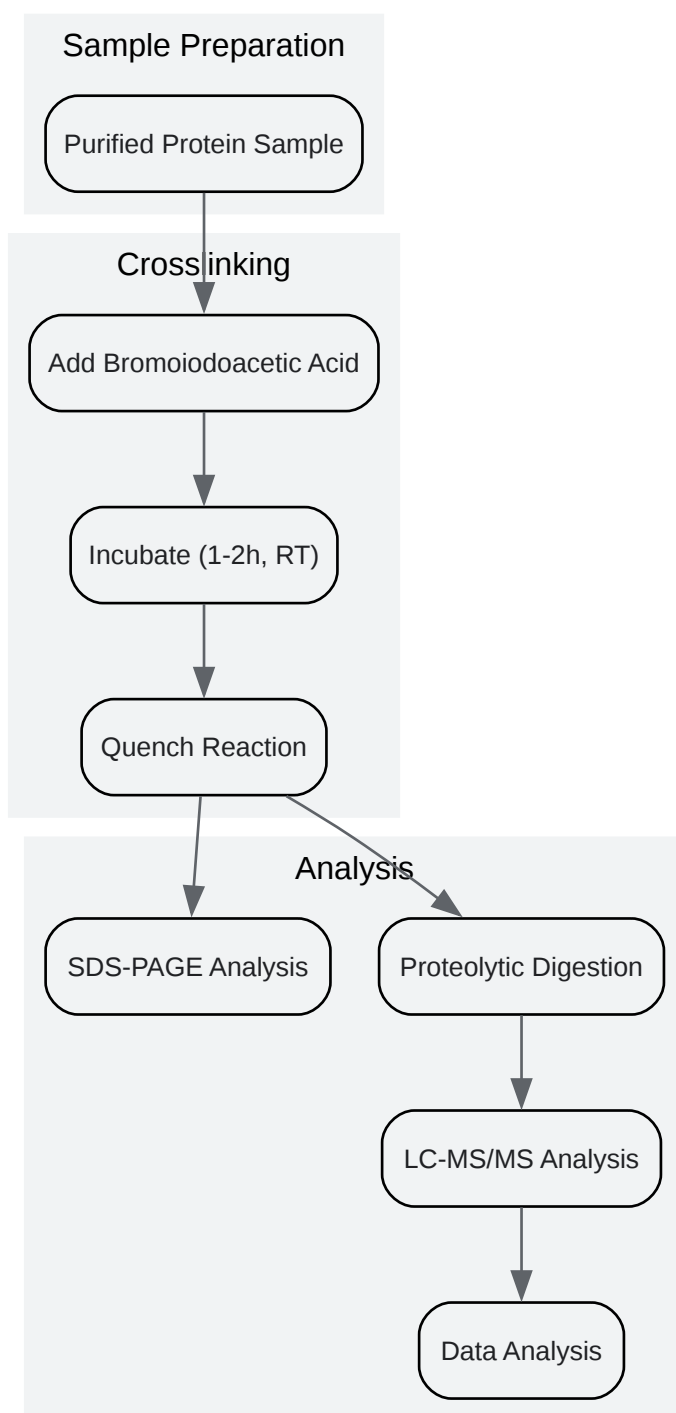 Sample Preparation
Purified Protein Sample
Crosslinking
Add Bromoiodoacetic Acid
Incubate (1-2h, RT)
Quench Reaction
Analysis
SDS-PAGE Analysis
Proteolytic Digestion
LC-MS/MS Analysis
Data Analysis